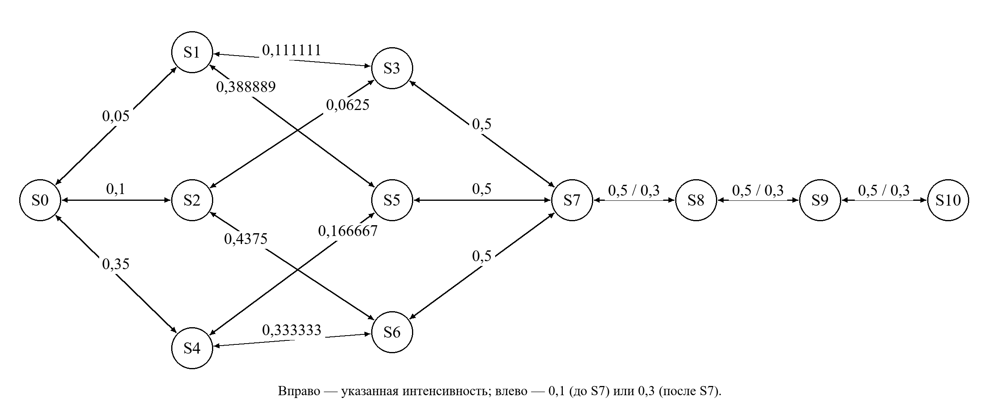 S1
0,111111
S3
0,388889
0,0625
0,05
0,5
S0
0,1
S2
S5
0,5
S7
0,5 / 0,3
S8
0,5 / 0,3
S9
0,5 / 0,3
S10
0,4375
0,166667
0,35
0,5
S4
0,333333
S6
Вправо — указанная интенсивность; влево — 0,1 (до S7) или 0,3 (после S7).